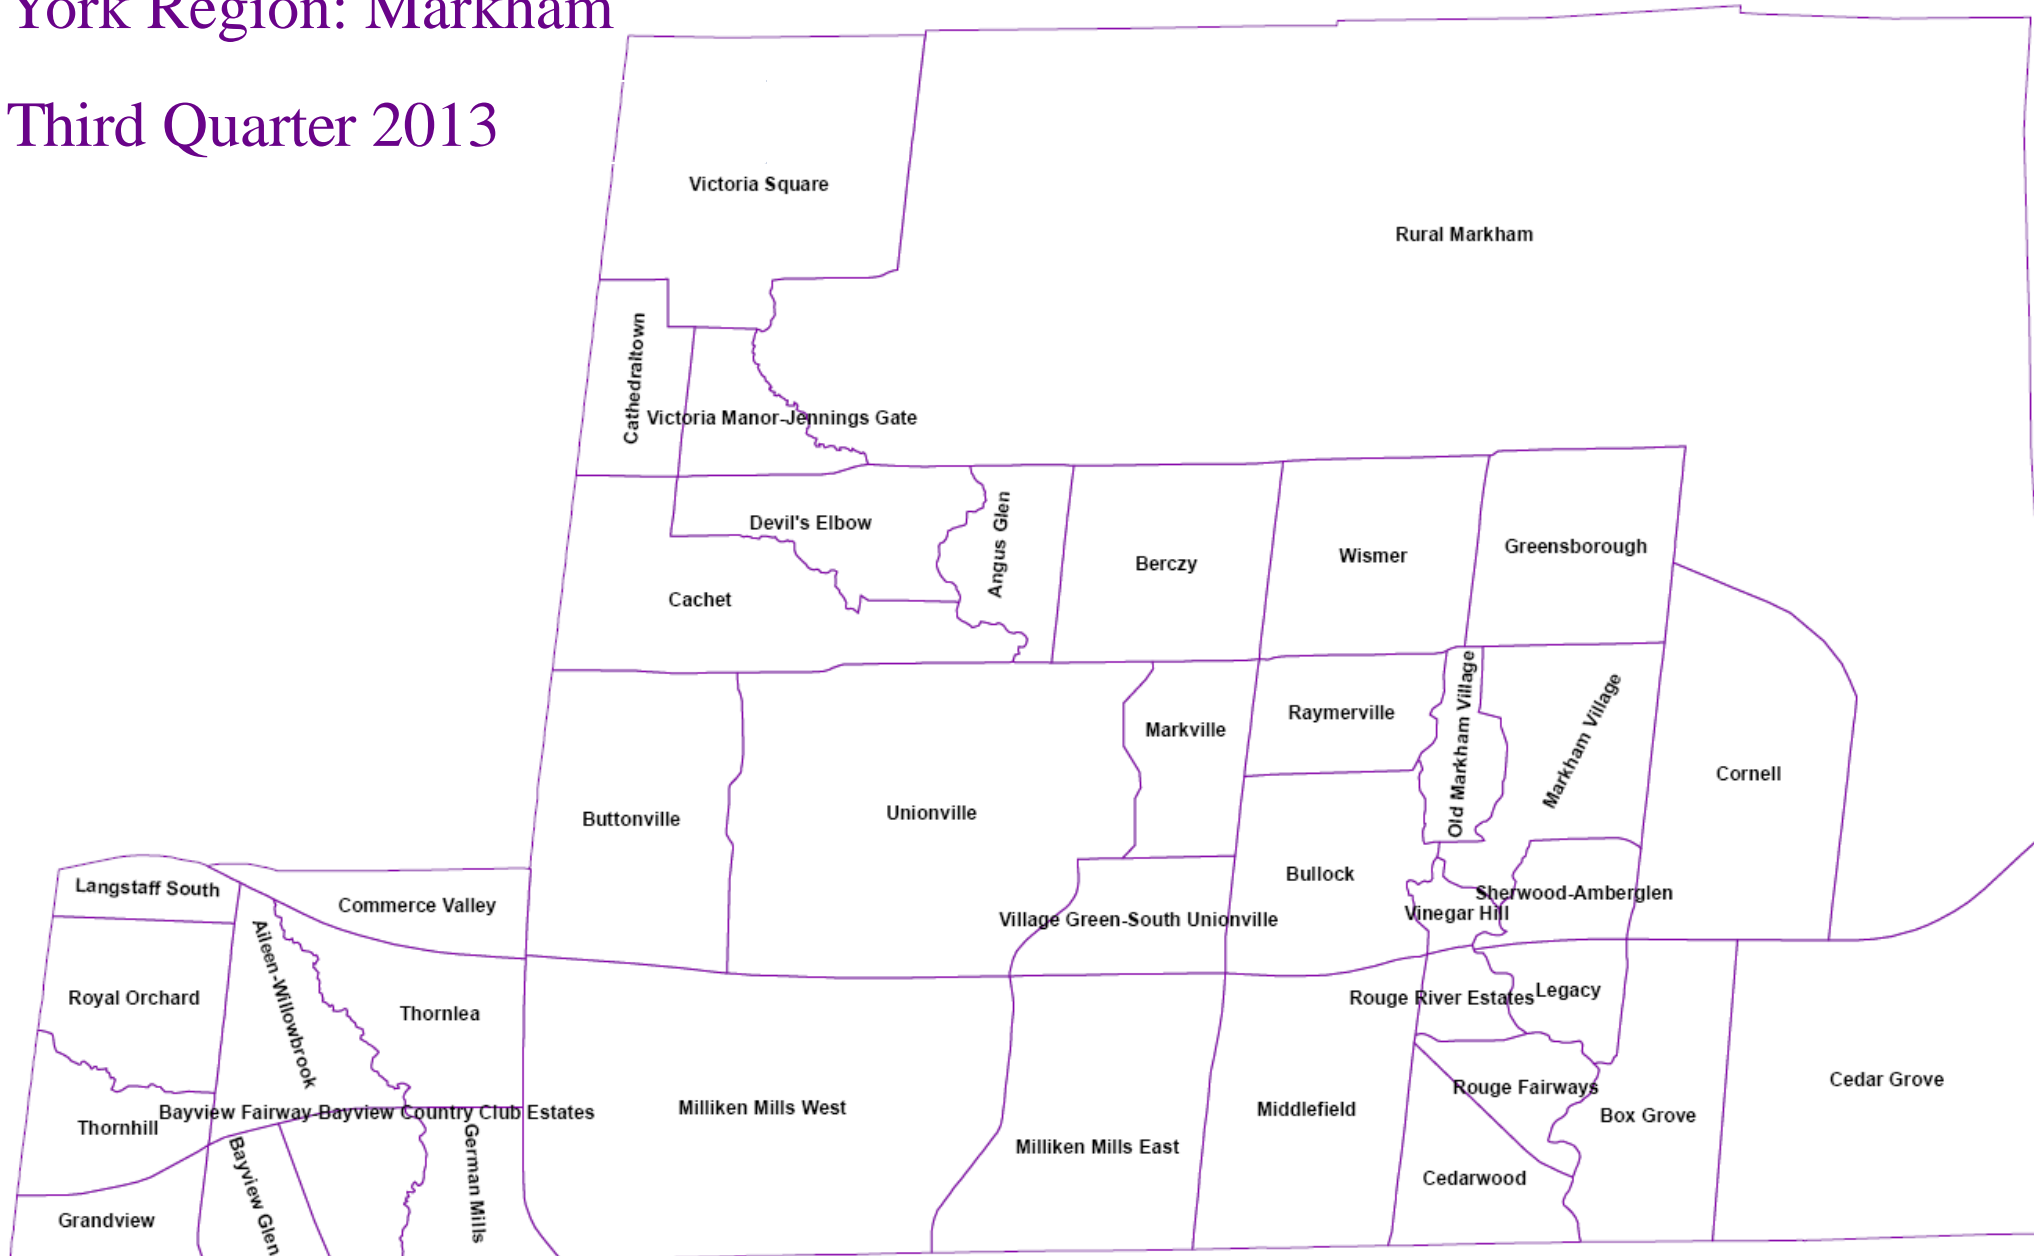 York Region: Markham
Third Quarter 2013
Victoria Square
Rural Markham
Cathedraltown
Victoria Manor-Jennings Gate
Devil's Elbow
Angus Glen
Berczy
Wismer
Greensborough
Cachet
Raymerville
Old Markham Village
Markham Village
Markville
Cornell
Buttonville
Unionville
Bullock
Langstaff South
Commerce Valley
Village Green-South Unionville
Vinegar Hill
Sherwood-Amberglen
Aileen-Willowbrook
Royal Orchard
Thornlea
Rouge River Estates
Legacy
Thornhill
Bayview Fairway-Bayview Country Club Estates
Milliken Mills West
Milliken Mills East
Middlefield
Rouge Fairways
Box Grove
Cedar Grove
Bayview Glen
German Mills
Cedarwood
Grandview